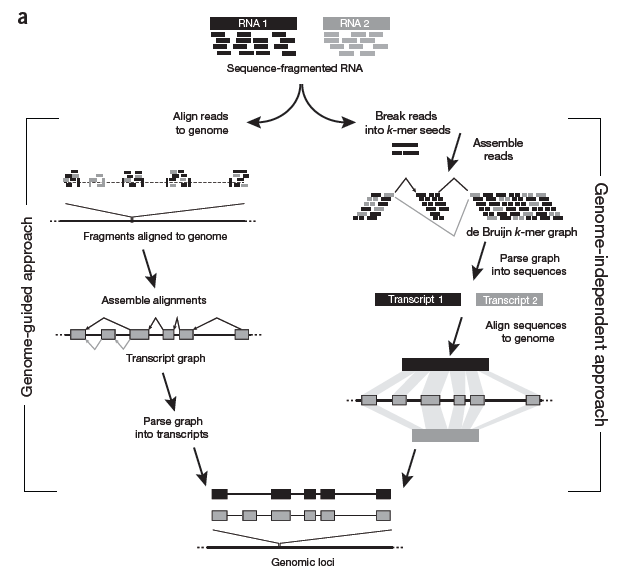 a
RNA 1
RNA 2
Sequence-fragmented RNA
Align reads
to genome
Break reads
into k-mer seeds
Assemble
reads
Fragments aligned to genome
de Bruijn k-mer graph
Parse graph
into sequences
Assemble alignments
Transcript 1
Transcript 2
Align sequences
to genome
Transcript graph
Parse graph
into transcripts
Genomic loci
Genome-guided approach
Genome-independent approach